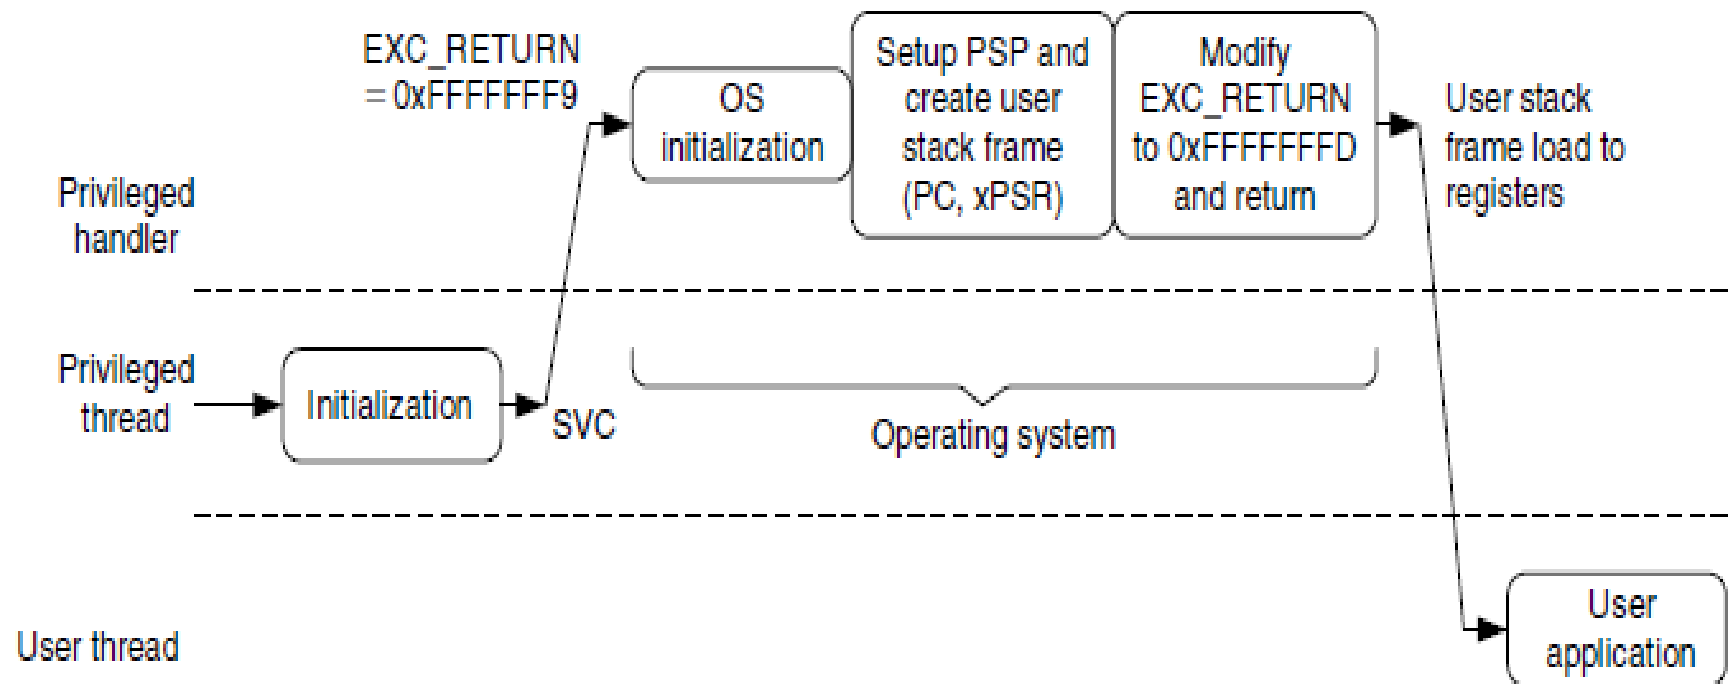 EXC_RETURN
= 0xFFFFFFF9
OS
initialization
Setup PSP and
create user
stack frame
(PC, xPSR)
Modify
EXC_RETURN
to 0xFFFFFFFD
and return
User stack
frame load to
registers
Privileged
handler
Privileged
thread
Initialization
SVC
Operating system
User thread
User
application